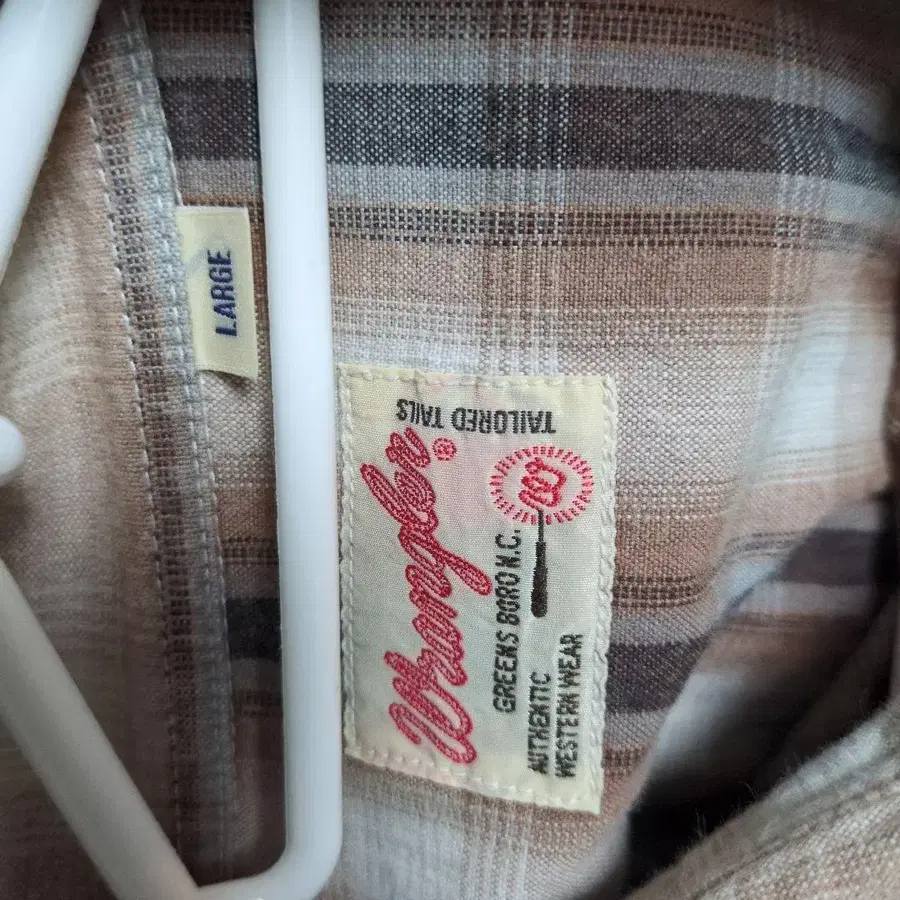 LARGE
TAILORED TAILS
Wrangler®
W
GREENS BORO N.C.
AUTHENTIC
WESTERN WEAR